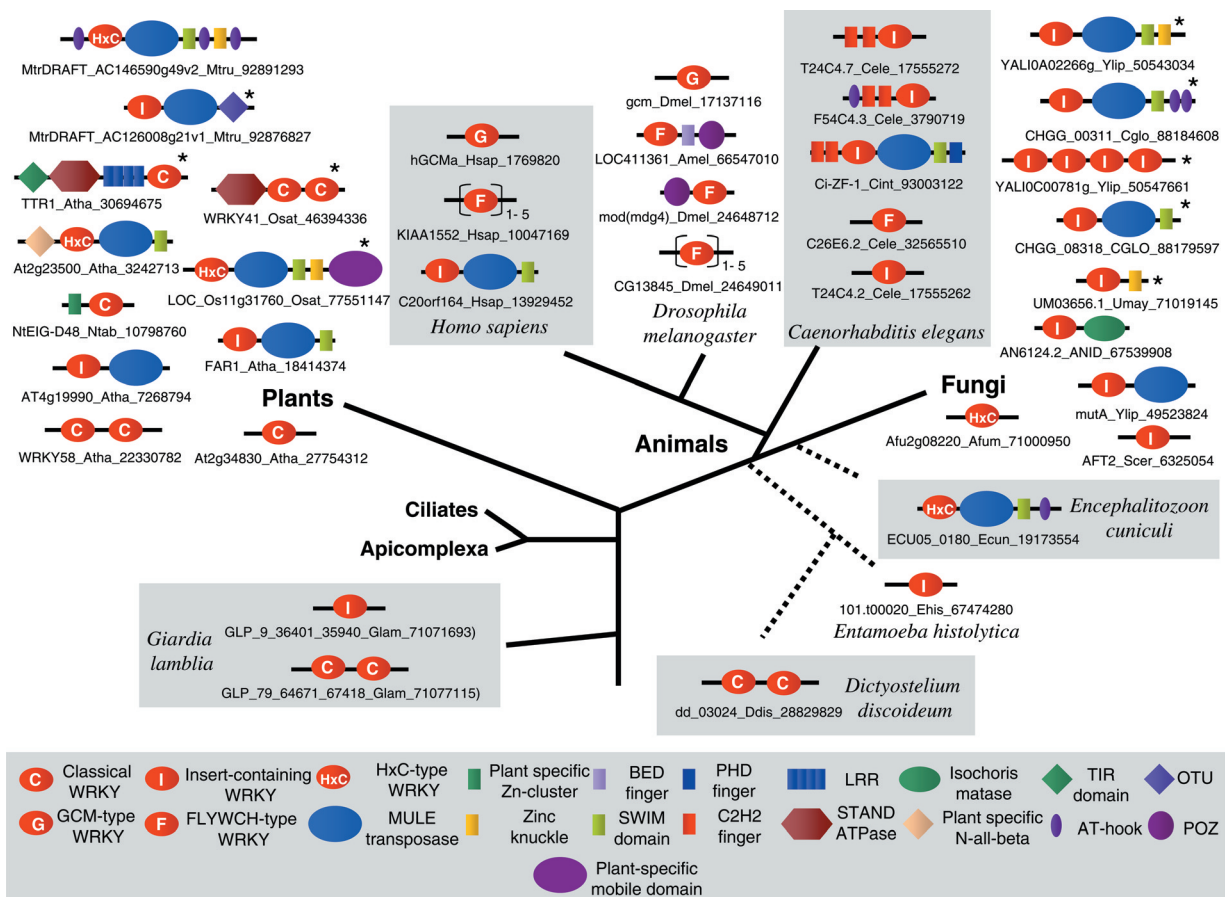 HxC
*
MtrDRAFT_AC146590g49v2_Mtru_92891293
I
*
MtrDRAFT_AC126008g21v1_Mtru_92876827
C
*
TTR1_Atha_30694675
C C
*
WRKY41_Osat_46394336
HxC
At2g23500_Atha_3242713
HxC
*
LOC_Os11g31760_Osat_77551147
C
NtEIG-D48_Ntab_10798760
I
FAR1_Atha_18414374
I
AT4g19990_Atha_7268794
Plants
C C
WRKY58_Atha_22330782
C
At2g34830_Atha_27754312
G
hGCMa_Hsap_1769820
F
1- 5
KIAA1552_Hsap_10047169
I
C20orf164_Hsap_13929452
Homo sapiens
G
gcm_Dmel_17137116
F
LOC411361_Amel_66547010
F
mod(mdg4)_Dmel_24648712
F
1- 5
CG13845_Dmel_24649011
Drosophila
melanogaster
I
T24C4.7_Cele_17555272
I
F54C4.3_Cele_3790719
I
Ci-ZF-1_Cint_93003122
F
C26E6.2_Cele_32565510
I
T24C4.2_Cele_17555262
Caenorhabditis elegans
I
*
YALI0A02266g_Ylip_50543034
I
*
CHGG_00311_Cglo_88184608
I I I I
*
YALI0C00781g_Ylip_50547661
I
*
CHGG_08318_CGLO_88179597
I
*
UM03656.1_Umay_71019145
I
AN6124.2_ANID_67539908
I
mutA_Ylip_49523824
Fungi
HxC
Afu2g08220_Afum_71000950
I
AFT2_Scer_6325054
Animals
Ciliates
Apicomplexa
HxC
ECU05_0180_Ecun_19173554
Encephalitozoon
cuniculi
I
101.t00020_Ehis_67474280
Entamoeba histolytica
I
GLP_9_36401_35940_Glam_71071693)
Giardia
lamblia
C C
GLP_79_64671_67418_Glam_71077115)
C C
dd_03024_Ddis_28829829
Dictyostelium
discoideum
C
Classical
WRKY
I
Insert-containing
WRKY
HxC
HxC-type
WRKY
Plant specific
Zn-cluster
BED
finger
PHD
finger
LRR
Isochoris
matase
TIR
domain
OTU
G
GCM-type
WRKY
F
FLYWCH-type
WRKY
MULE
transposase
Zinc
knuckle
SWIM
domain
C2H2
finger
STAND
ATPase
Plant specific
N-all-beta
AT-hook
POZ
Plant-specific
mobile domain